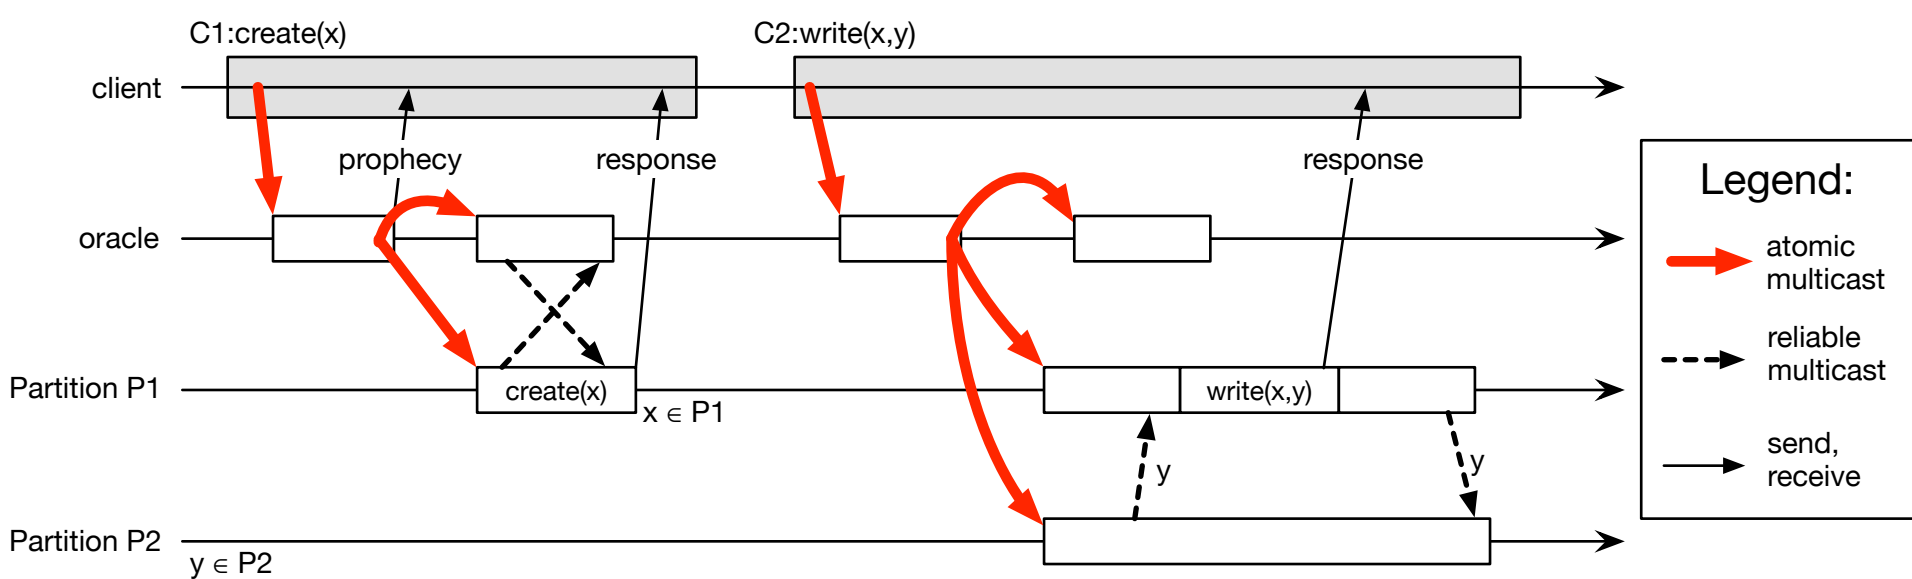 C1:create(x)
C2:write(x,y)
client
prophecy
response
response
oracle
Partition P1
create(x)
x ∈ P1
write(x,y)
y
y
Partition P2
y ∈ P2
Legend:
atomic
multicast
reliable
multicast
send,
receive